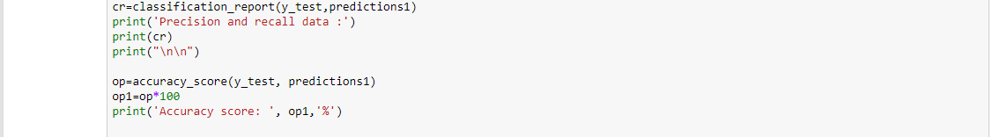 cr=classification_report(y_test,predictions1)
print('Precision and recall data :')
print(cr)
print("\n\n")
op=accuracy_score(y_test, predictions1)
op1=op*100
print('Accuracy score: ', op1,'%')